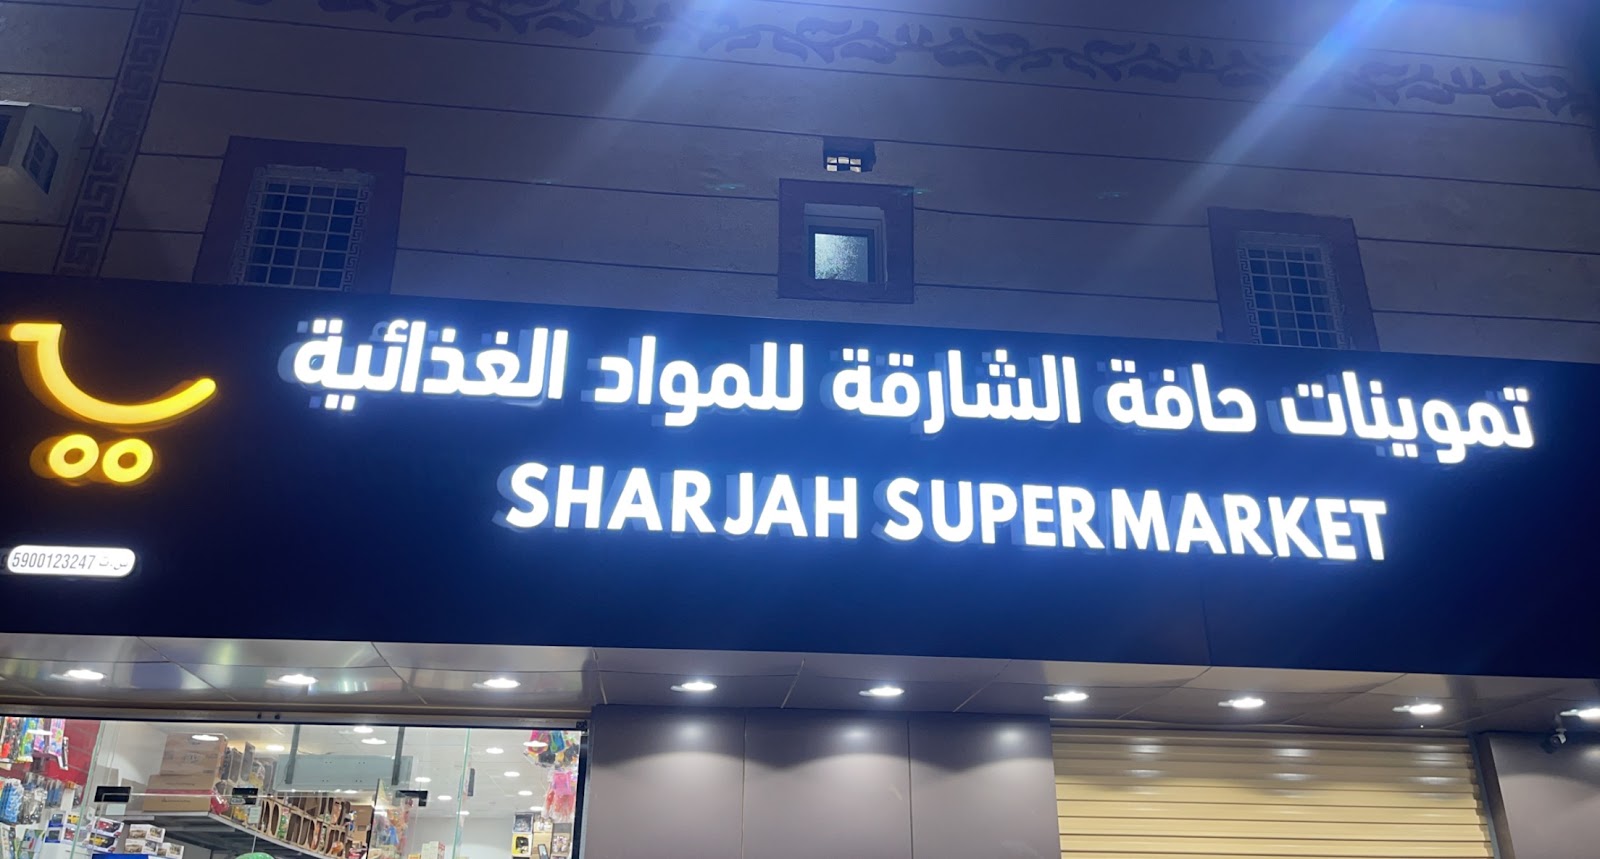 تموينات حافة الشارقة للمواد الغذائية
SHARJAH SUPERMARKET
س.ت 5900123247